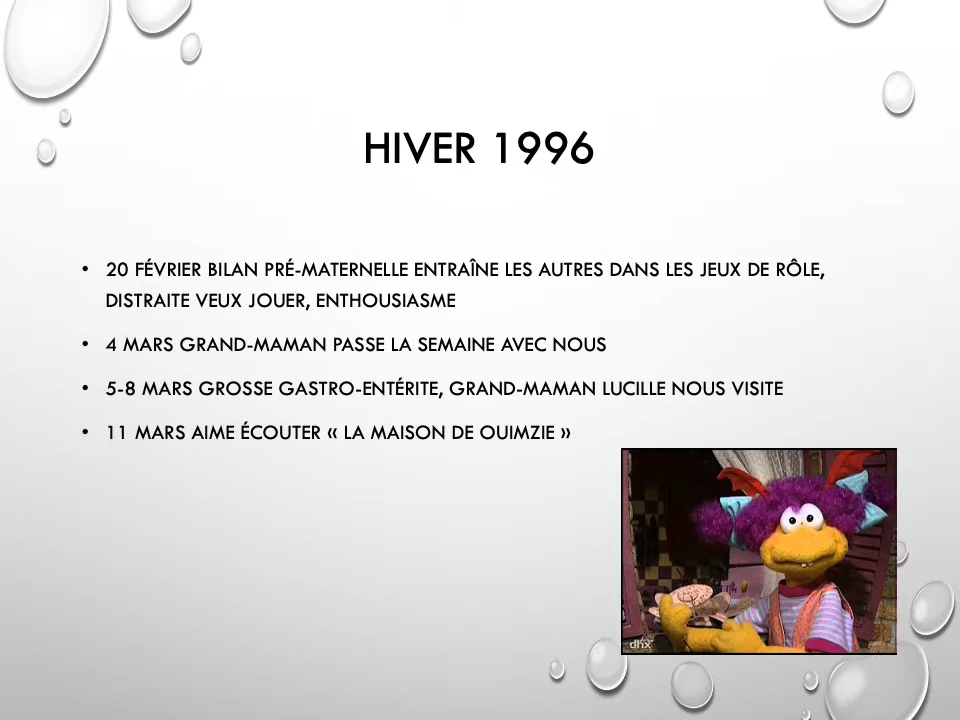 HIVER 1996
• 20 FÉVRIER BILAN PRÉ-MATERNELLE ENTRAÎNE LES AUTRES DANS LES JEUX DE RÔLE,
DISTRAITE VEUX JOUER, ENTHOUSIASME
• 4 MARS GRAND-MAMAN PASSE LA SEMAINE AVEC NOUS
• 5-8 MARS GROSSE GASTRO-ENTÉRITE, GRAND-MAMAN LUCILLE NOUS VISITE
• 11 MARS AIME ÉCOUTER « LA MAISON DE OUIMZIE »
dhx